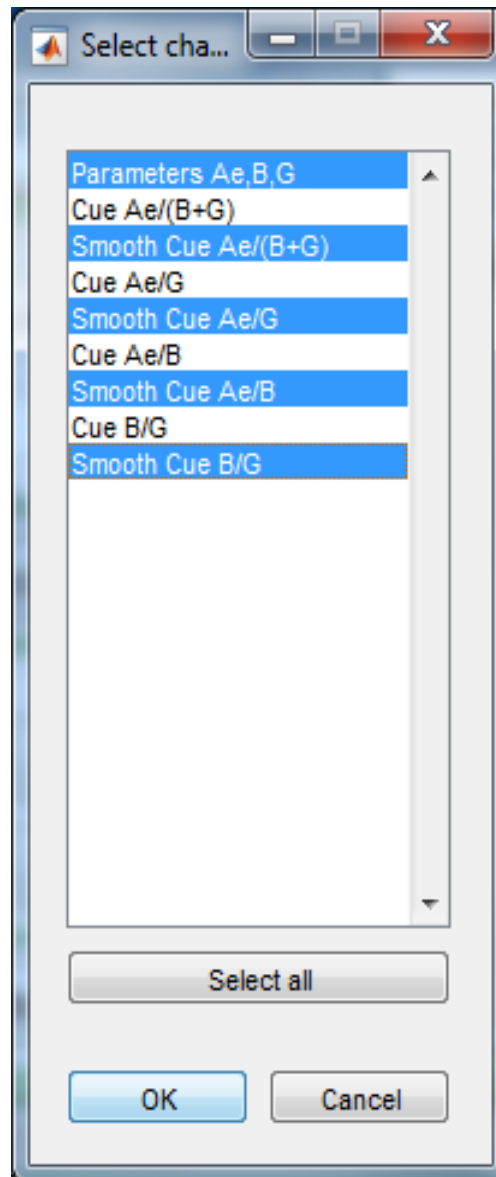 Select cha...
Parameters Ae,B,G
Cue Ae/(B+G)
Smooth Cue Ae/(B+G)
Cue Ae/G
Smooth Cue Ae/G
Cue Ae/B
Smooth Cue Ae/B
Cue B/G
Smooth Cue B/G
Select all
OK
Cancel